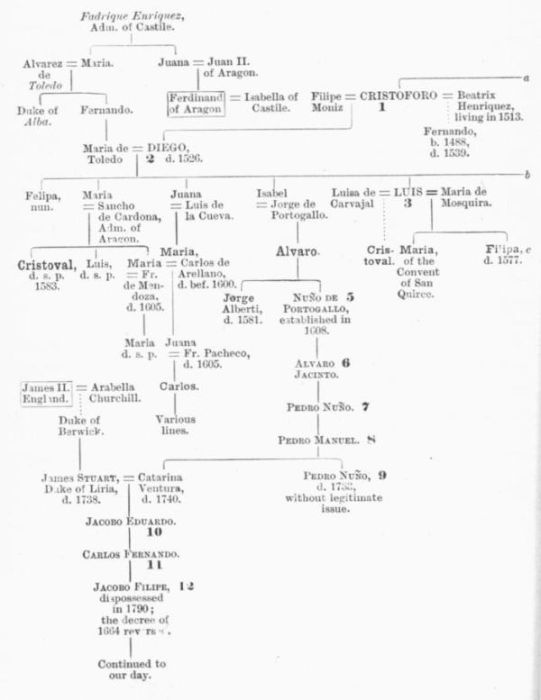 Fadrique Enriquez,
Adm. of Castile.
Alvarez = Maria. Juana = Juan II.
de of Aragon.
Toledo
a
Ferdinand = Isabella of Filipe = CRISTOFORO = Beatrix
of Aragon Castile. Moniz 1 Henriquez,
living in 1513.
Duke of Fernando.
Alba.
Fernando,
b. 1488,
d. 1539.
Maria de = DIEGO,
Toledo 2 d. 1526.
b
Felipa, Maria Juana Isabel Luisa de = LUIS = Maria de
nun. = Sancho = Luis de = Jorge de Carvajal 3 Mosquira.
de Cardona, la Cueva. Portogallo.
Adm. of
Aragon.
Cristoval, Luis, Maria Maria, Alvaro. Cris- Maria, Filipa, c
d. s. p. d. s. p. = Fr. = Carlos de toval. of the d. 1577.
1583. de Men- Arellano, Convent
doza, d. bef. 1600. of San
d. 1605. Quirce.
Jorge NUÑO DE 5
Alberti, PORTOGALLO,
d. 1581. established in
1608.
Maria Juana
d. s. p. = Fr. Pacheco,
d. 1605.
ALVARO 6
JACINTO.
James II. = Arabella Carlos.
England. Churchill.
PEDRO NUÑO. 7
Duke of Various
Berwick. lines.
PEDRO MANUEL. 8
James STUART, = Catarina PEDRO NUÑO, 9
Duke of Liria, Ventura, d.
d. 1738. d. 1740. without legitimate
issue.
JACOBO EDUARDO.
10
CARLOS FERNANDO.
11
JACOBO FILIPE, 12
dispossessed
in 1790;
the decree of
1664
Continued to
our day.